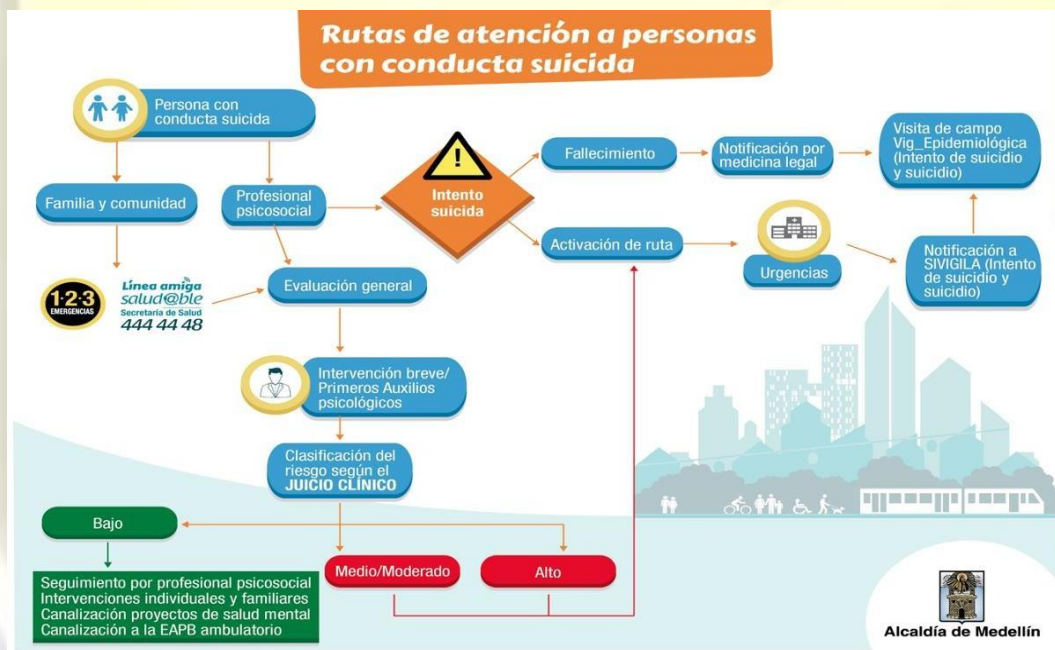 Rutas de atención a personas
con conducta suicida
Persona con
conducta suicida
Familia y comunidad
Profesional
psicosocial
Intento
suicida
Fallecimiento
Notificación por
medicina legal
Visita de campo
Vig_Epidemiológica
(Intento de suicidio
y suicidio)
Activación de ruta
Urgencias
Notificación a
SIVIGILA (Intento
de suicidio y
suicidio)
1·2·3
EMERGENCIAS
Línea amiga
salud@ble
Secretaría de Salud
444 44 48
Evaluación general
Intervención breve/
Primeros Auxilios
psicológicos
Clasificación del
riesgo según el
JUICIO CLÍNICO
Bajo
Medio/Moderado
Alto
Seguimiento por profesional psicosocial
Intervenciones individuales y familiares
Canalización proyectos de salud mental
Canalización a la EAPB ambulatorio
Alcaldía de Medellín